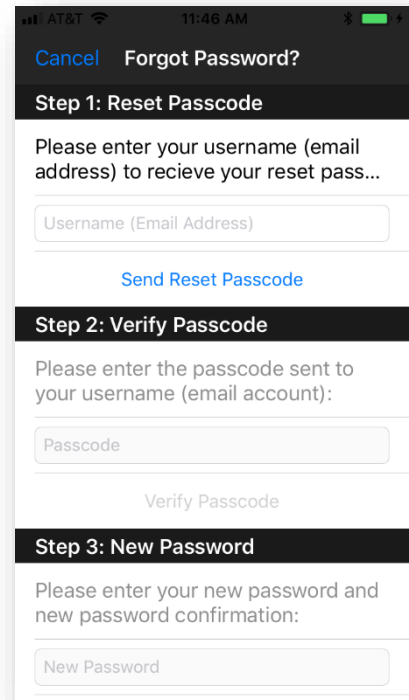 AT&T 11:46 AM
Cancel Forgot Password?
Step 1: Reset Passcode
Please enter your username (email
address) to recieve your reset pass...
Username (Email Address)
Send Reset Passcode
Step 2: Verify Passcode
Please enter the passcode sent to
your username (email account):
Passcode
Verify Passcode
Step 3: New Password
Please enter your new password and
new password confirmation:
New Password